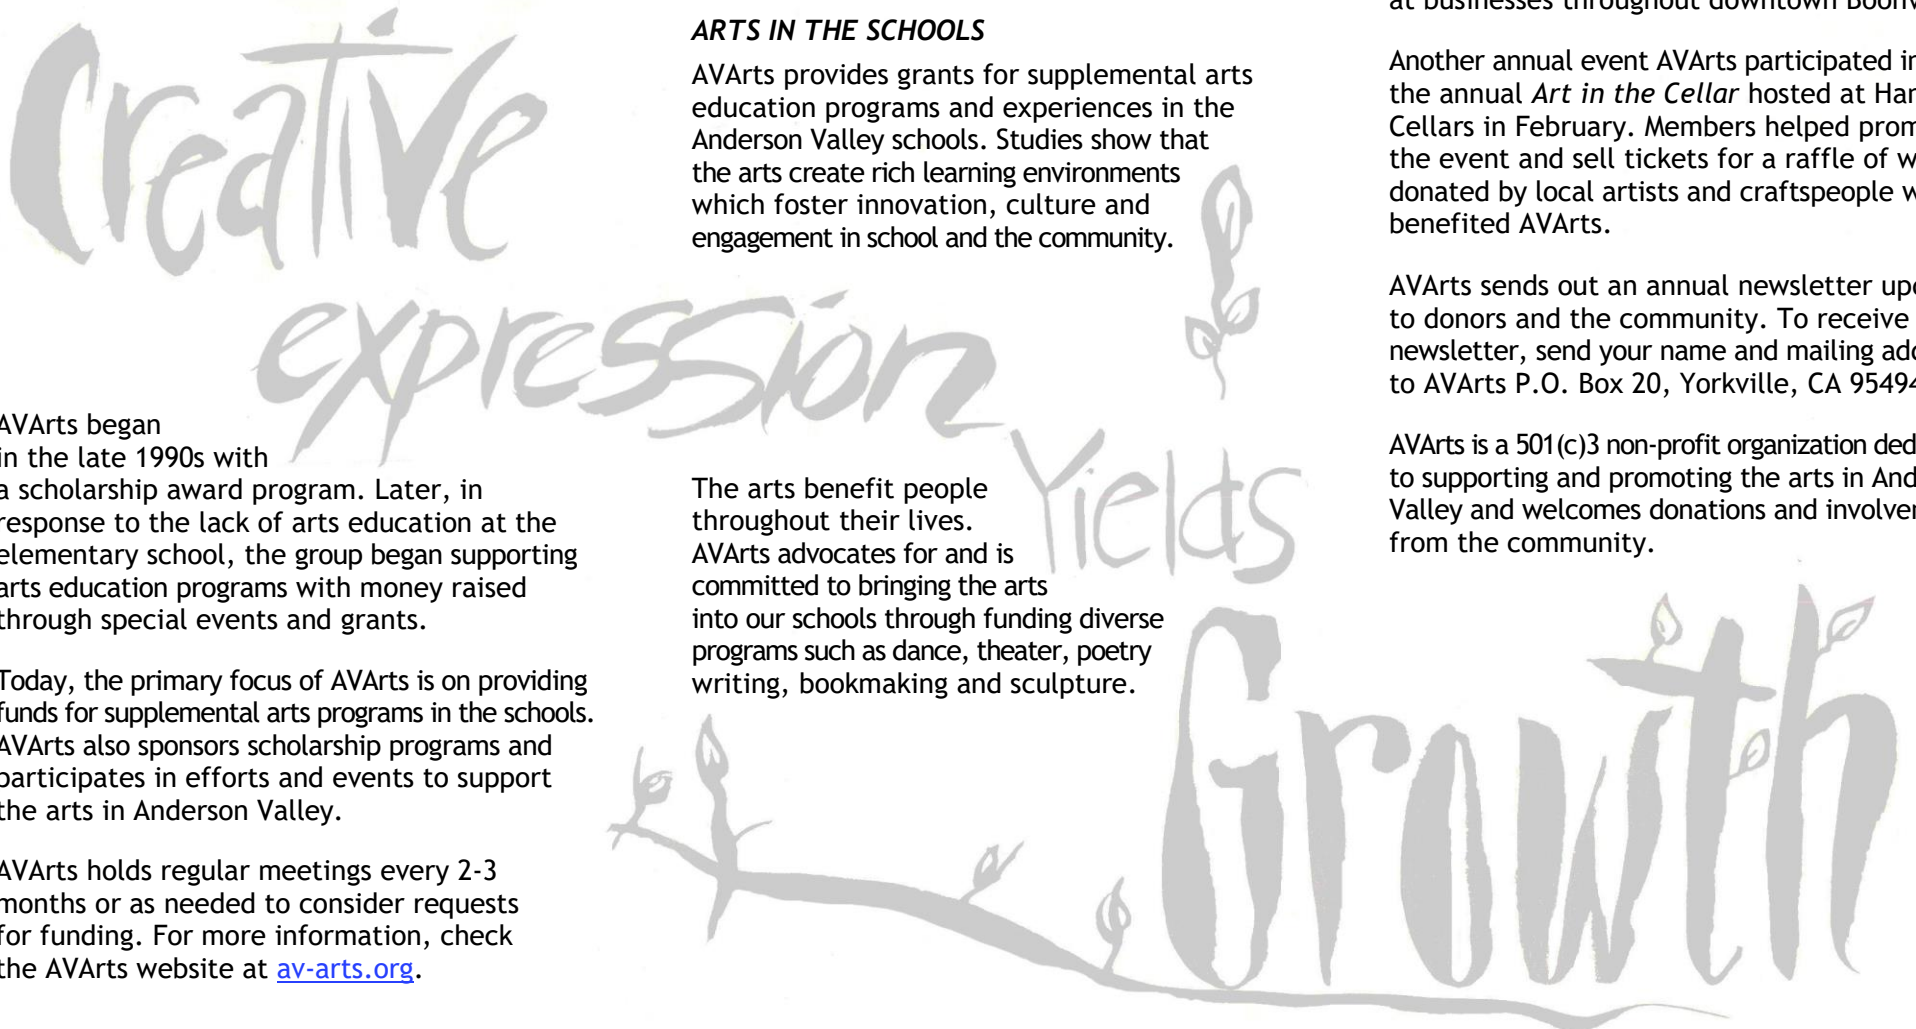 Creative
expression
Yields
Growth
AVArts began
in the late 1990s with
a scholarship award program. Later, in
response to the lack of arts education at the
elementary school, the group began supporting
arts education programs with money raised
through special events and grants.
Today, the primary focus of AVArts is on providing
funds for supplemental arts programs in the schools.
AVArts also sponsors scholarship programs and
participates in efforts and events to support
the arts in Anderson Valley.
AVArts holds regular meetings every 2-3
months or as needed to consider requests
for funding. For more information, check
the AVArts website at av-arts.org.
ARTS IN THE SCHOOLS
AVArts provides grants for supplemental arts
education programs and experiences in the
Anderson Valley schools. Studies show that
the arts create rich learning environments
which foster innovation, culture and
engagement in school and the community.
The arts benefit people
throughout their lives.
AVArts advocates for and is
committed to bringing the arts
into our schools through funding diverse
programs such as dance, theater, poetry
writing, bookmaking and sculpture.
at businesses throughout downtown
Another annual event AVArts participated in
the annual Art in the Cellar hosted at
Cellars in February. Members helped
the event and sell tickets for a raffle of
donated by local artists and craftspeople
benefited AVArts.
AVArts sends out an annual newsletter
to donors and the community. To receive
newsletter, send your name and mailing
to AVArts P.O. Box 20, Yorkville, CA 95494
AVArts is a 501(c)3 non-profit organization
to supporting and promoting the arts in
Valley and welcomes donations and
from the community.